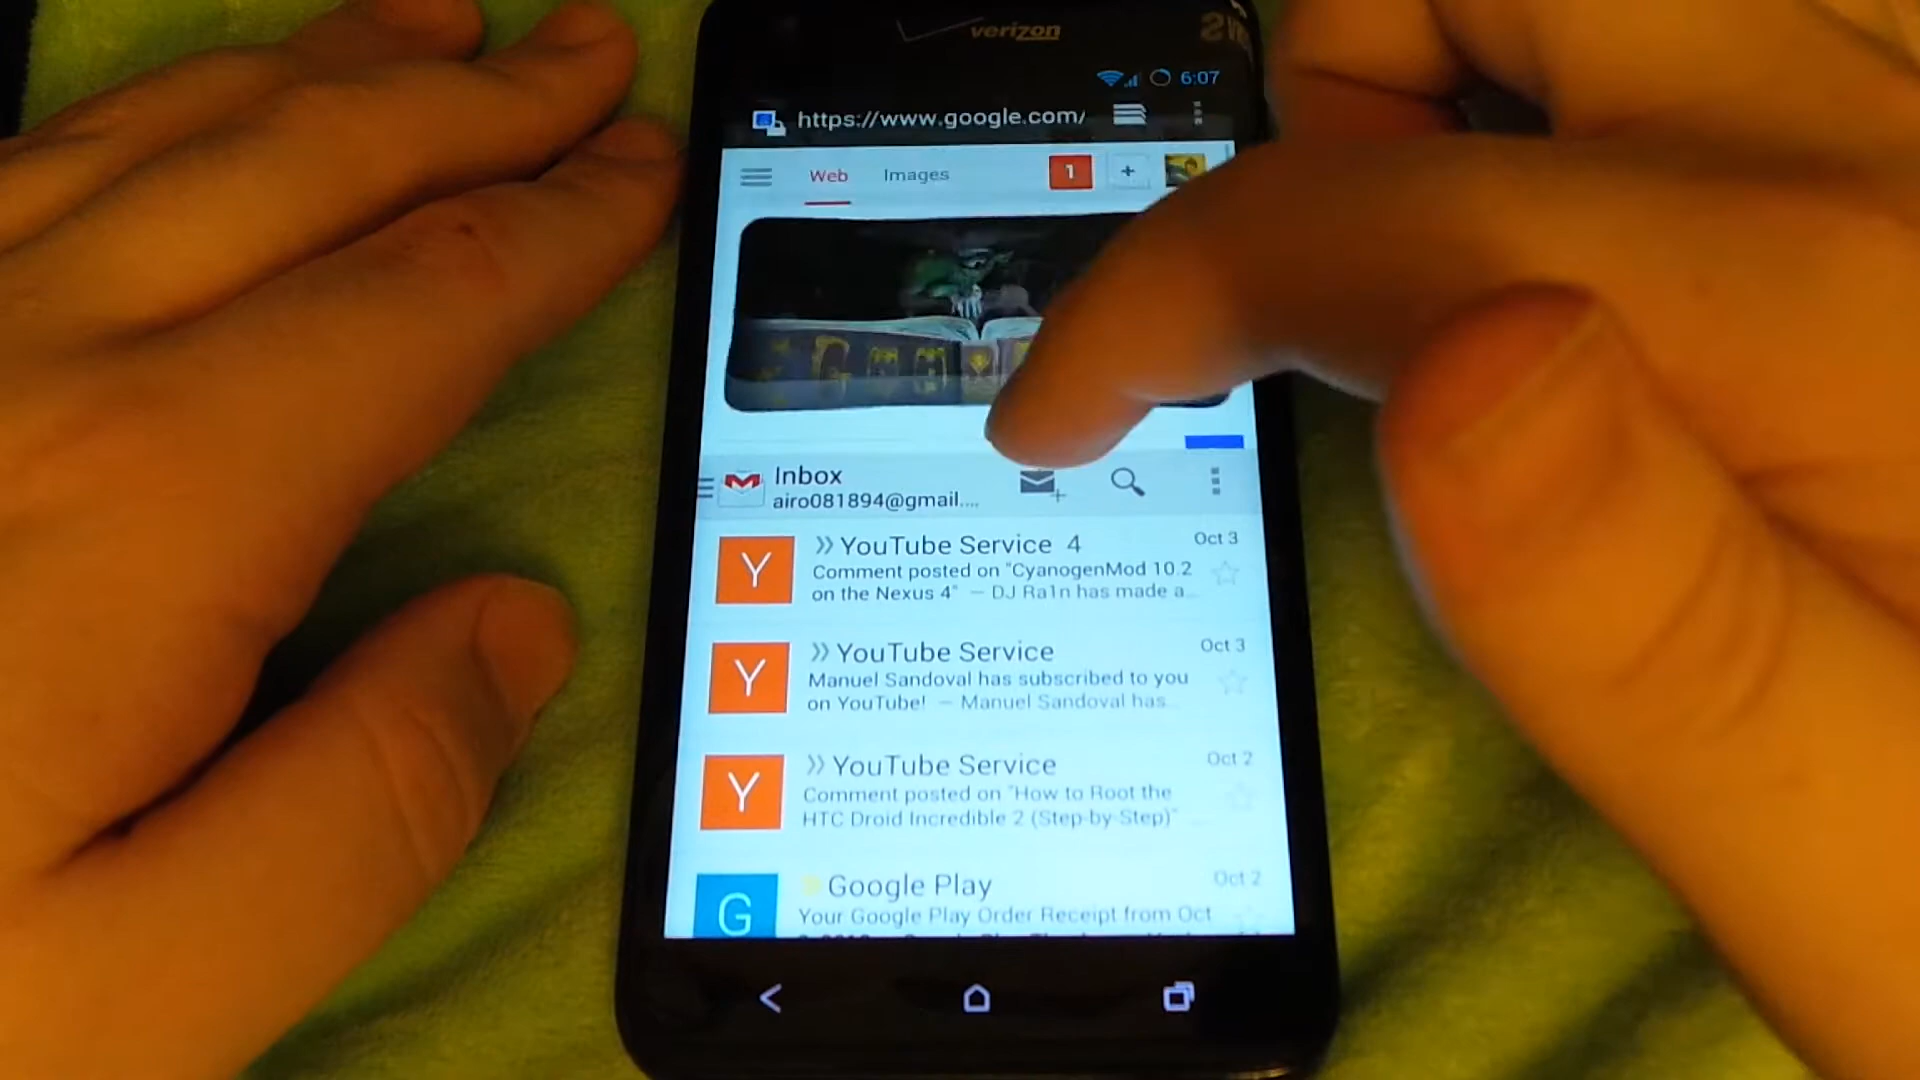 verizon
6:07
https://www.google.com/
Web Images 1 +
Inbox
airo081894@gmail....
Y
YouTube Service 4 Oct 3
Comment posted on "CyanogenMod 10.2
on the Nexus 4" – DJ Ra1n has made a...
Y
YouTube Service Oct 3
Manuel Sandoval has subscribed to you
on YouTube! – Manuel Sandoval has...
Y
YouTube Service Oct 2
Comment posted on "How to Root the
HTC Droid Incredible 2 (Step-by-Step)"
G
Google Play Oct 2
Your Google Play Order Receipt from Oct